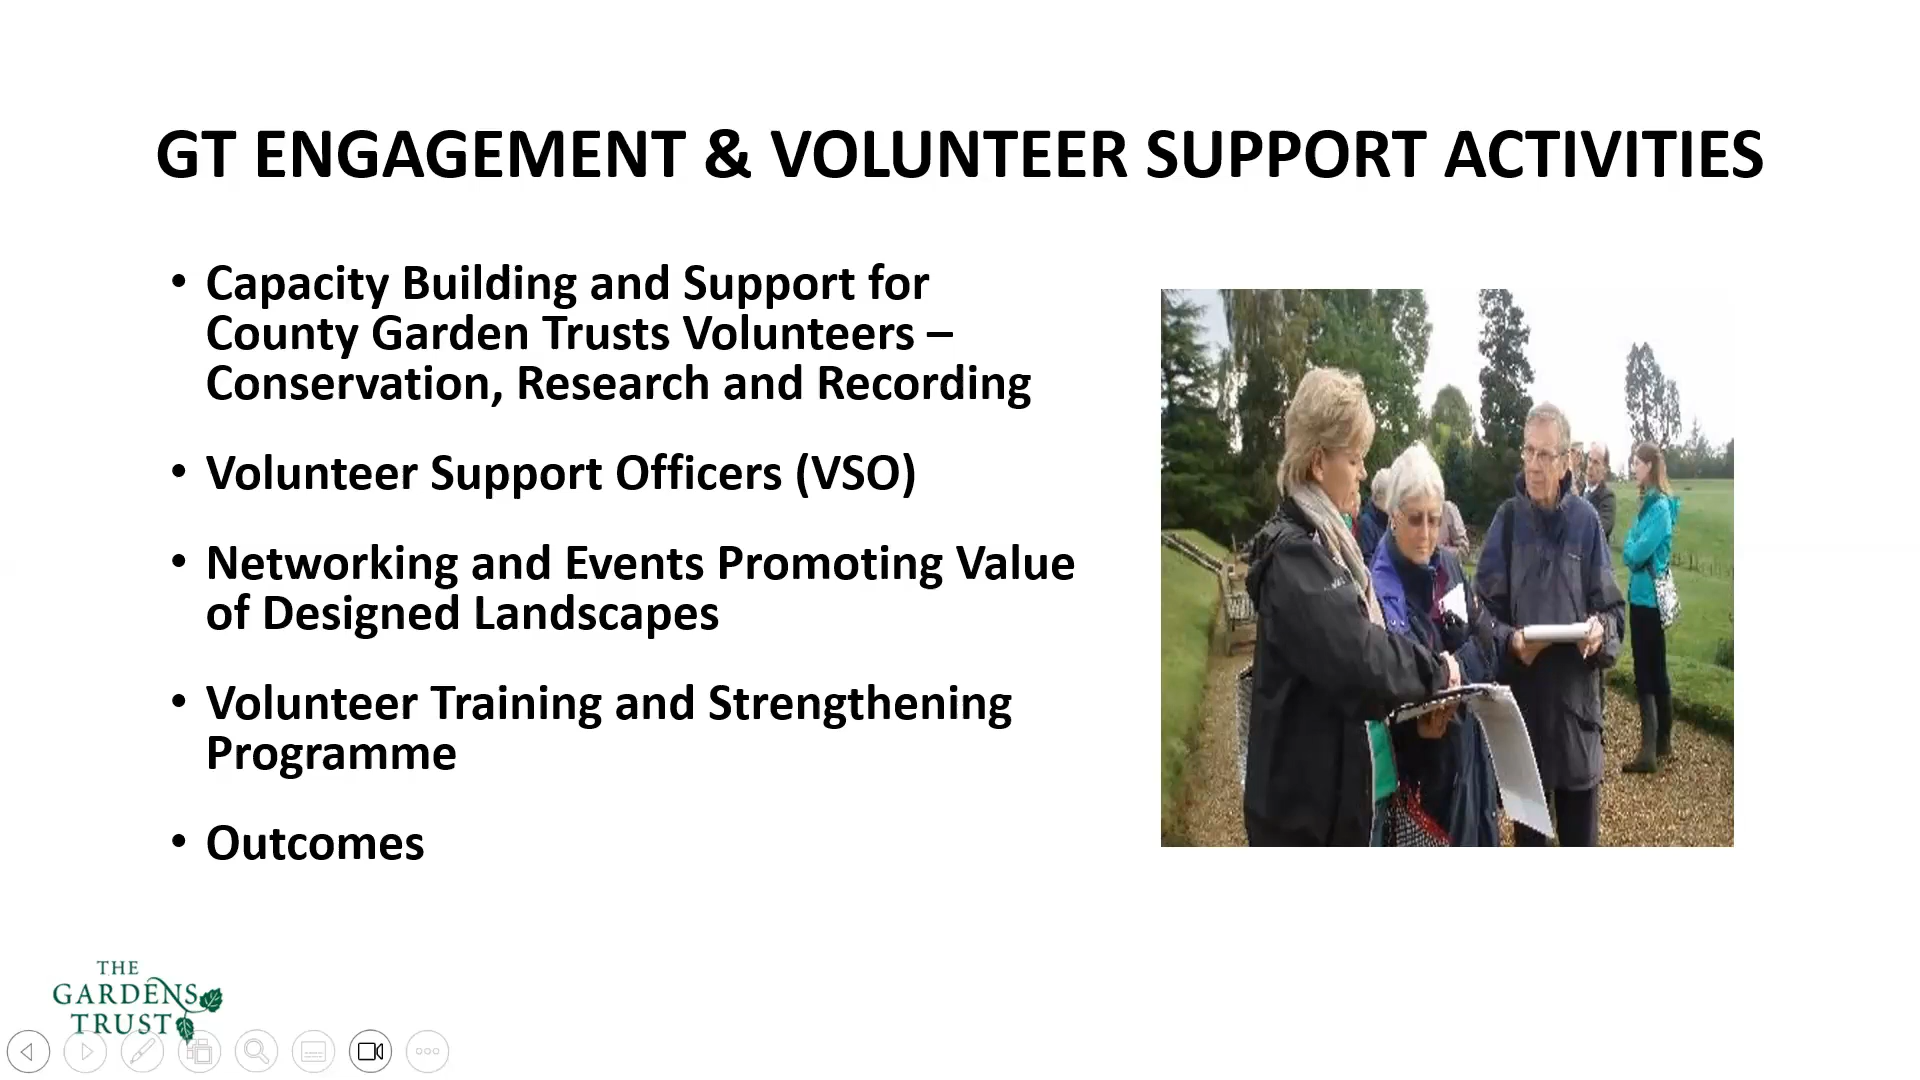 GT ENGAGEMENT & VOLUNTEER SUPPORT ACTIVITIES
• Capacity Building and Support for
County Garden Trusts Volunteers –
Conservation, Research and Recording
• Volunteer Support Officers (VSO)
• Networking and Events Promoting Value
of Designed Landscapes
• Volunteer Training and Strengthening
Programme
• Outcomes
THE
GARDENS
TRUST